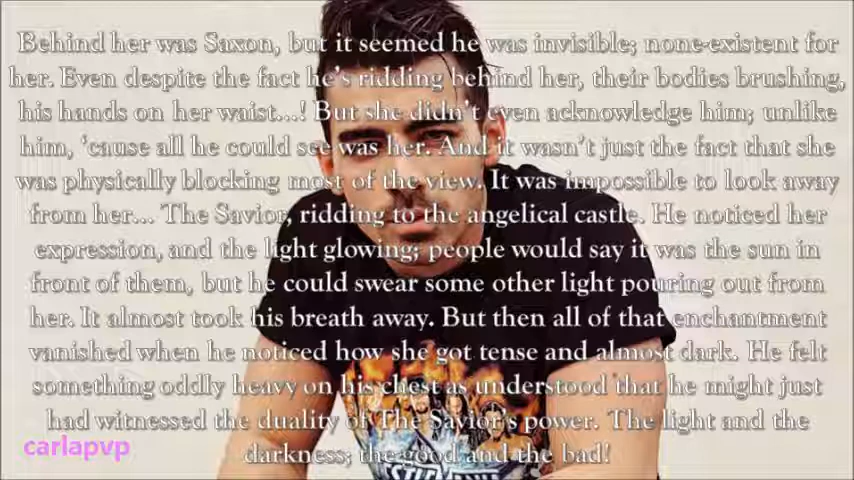 Behind her was Saxon, but it seemed he was invisible; none-existent for
her. Even despite the fact he's ridding behind her, their bodies brushing,
his hands on her waist...! But she didn't even acknowledge him; unlike
him, 'cause all he could see was her. And it wasn't just the fact that she
was physically blocking most of the view. It was impossible to look away
from her... The Savior, ridding to the angelical castle. He noticed her
expression, and the light glowing; people would say it was the sun in
front of them, but he could swear some other light pouring out from
her. It almost took his breath away. But then all of that enchantment
vanished when he noticed how she got tense and almost dark. He felt
something oddly heavy on his chest as understood that he might just
had witnessed the duality of The Savior's power. The light and the
darkness; the good and the bad!
carlapvp